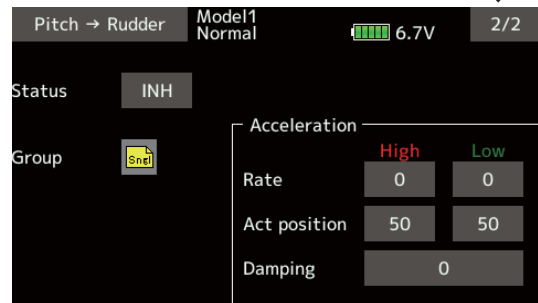 Pitch → Rudder Model1 Normal 6.7V 2/2
Status INH
Acceleration
Group Sngl High Low
Rate 0 0
Act position 50 50
Damping 0